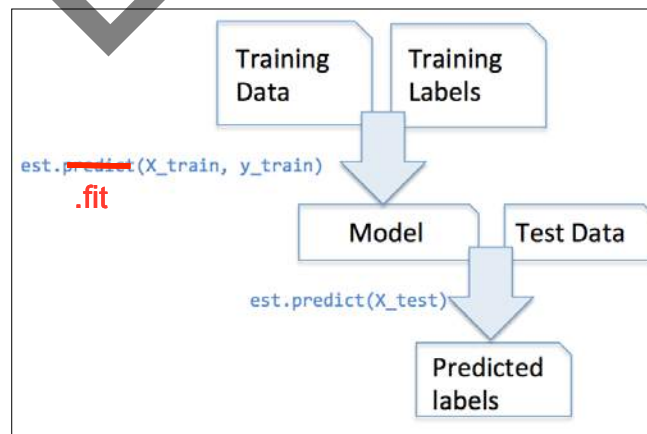 Training
Data
Training
Labels
est.predict(X_train, y_train)
.fit
Model
Test Data
est.predict(X_test)
Predicted
labels